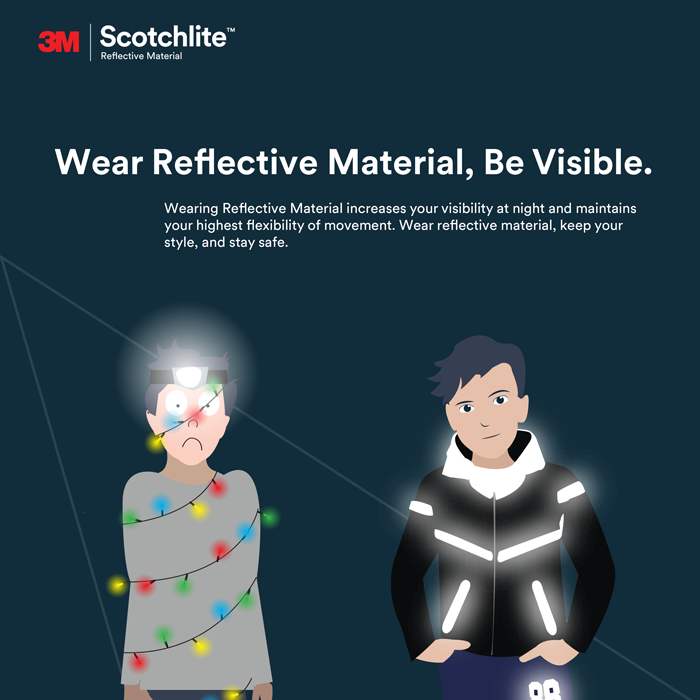 3M Scotchlite™
Reflective Material
Wear Reflective Material, Be Visible.
Wearing Reflective Material increases your visibility at night and maintains
your highest flexibility of movement. Wear reflective material, keep your
style, and stay safe.